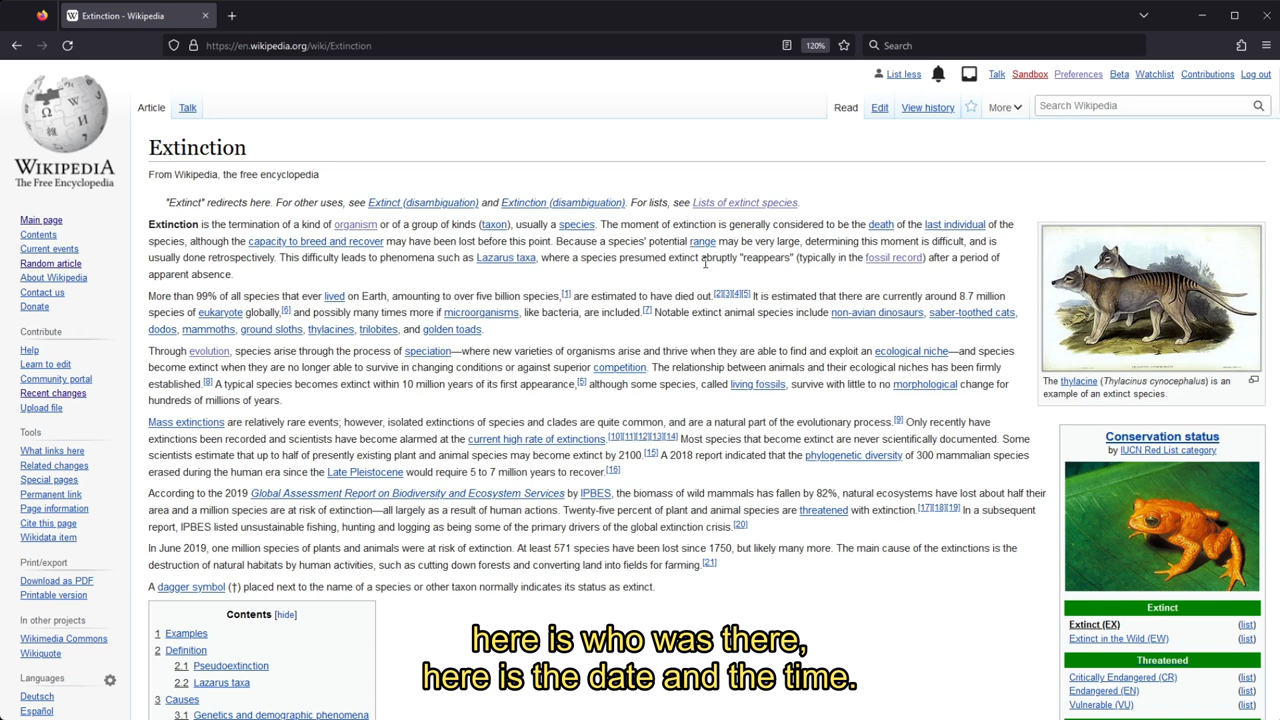 Extinction - Wikipedia
https://en.wikipedia.org/wiki/Extinction
120%
Search
List less
Talk
Sandbox
Preferences
Beta
Watchlist
Contributions
Log out
WIKIPEDIA
The Free Encyclopedia
Article
Talk
Read
Edit
View history
More
Search Wikipedia
Main page
Contents
Current events
Random article
About Wikipedia
Contact us
Donate
Contribute
Help
Learn to edit
Community portal
Recent changes
Upload file
Tools
What links here
Related changes
Special pages
Permanent link
Page information
Cite this page
Wikidata item
Print/export
Download as PDF
Printable version
In other projects
Wikimedia Commons
Wikiquote
Languages
Deutsch
Español
Extinction
From Wikipedia, the free encyclopedia
"Extinct" redirects here. For other uses, see Extinct (disambiguation) and Extinction (disambiguation). For lists, see Lists of extinct species.
Extinction is the termination of a kind of organism or of a group of kinds (taxon), usually a species. The moment of extinction is generally considered to be the death of the last individual of the
species, although the capacity to breed and recover may have been lost before this point. Because a species' potential range may be very large, determining this moment is difficult, and is
usually done retrospectively. This difficulty leads to phenomena such as Lazarus taxa, where a species presumed extinct abruptly "reappears" (typically in the fossil record) after a period of
apparent absence.
More than 99% of all species that ever lived on Earth, amounting to over five billion species,[1] are estimated to have died out.[2][3][4][5] It is estimated that there are currently around 8.7 million
species of eukaryote globally,[6] and possibly many times more if microorganisms, like bacteria, are included.[7] Notable extinct animal species include non-avian dinosaurs, saber-toothed cats,
dodos, mammoths, ground sloths, thylacines, trilobites, and golden toads.
Through evolution, species arise through the process of speciation—where new varieties of organisms arise and thrive when they are able to find and exploit an ecological niche—and species
become extinct when they are no longer able to survive in changing conditions or against superior competition. The relationship between animals and their ecological niches has been firmly
established.[8] A typical species becomes extinct within 10 million years of its first appearance,[5] although some species, called living fossils, survive with little to no morphological change for
hundreds of millions of years.
Mass extinctions are relatively rare events; however, isolated extinctions of species and clades are quite common, and are a natural part of the evolutionary process.[9] Only recently have
extinctions been recorded and scientists have become alarmed at the current high rate of extinctions.[10][11][12][13][14] Most species that become extinct are never scientifically documented. Some
scientists estimate that up to half of presently existing plant and animal species may become extinct by 2100.[15] A 2018 report indicated that the phylogenetic diversity of 300 mammalian species
erased during the human era since the Late Pleistocene would require 5 to 7 million years to recover.[16]
According to the 2019 Global Assessment Report on Biodiversity and Ecosystem Services by IPBES, the biomass of wild mammals has fallen by 82%, natural ecosystems have lost about half their
area and a million species are at risk of extinction—all largely as a result of human actions. Twenty-five percent of plant and animal species are threatened with extinction.[17][18][19] In a subsequent
report, IPBES listed unsustainable fishing, hunting and logging as being some of the primary drivers of the global extinction crisis.[20]
In June 2019, one million species of plants and animals were at risk of extinction. At least 571 species have been lost since 1750, but likely many more. The main cause of the extinctions is the
destruction of natural habitats by human activities, such as cutting down forests and converting land into fields for farming.[21]
A dagger symbol (†) placed next to the name of a species or other taxon normally indicates its status as extinct.
Contents [hide]
1 Examples
2 Definition
2.1 Pseudoextinction
2.2 Lazarus taxa
3 Causes
3.1 Genetics and demographic phenomena
The thylacine (Thylacinus cynocephalus) is an
example of an extinct species.
Conservation status
by IUCN Red List category
Extinct
Extinct (EX) (list)
Extinct in the Wild (EW) (list)
Threatened
Critically Endangered (CR) (list)
Endangered (EN) (list)
Vulnerable (VU) (list)
here is who was there,
here is the date and the time.